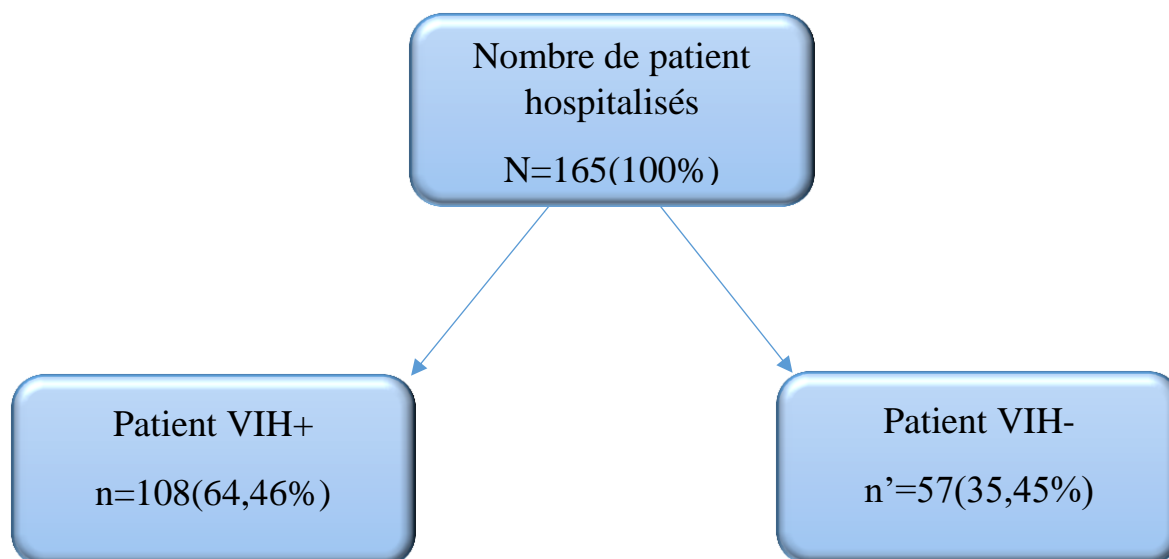 Nombre de patient
hospitalisés
N=165(100%)
Patient VIH+
n=108(64,46%)
Patient VIH-
n’=57(35,45%)